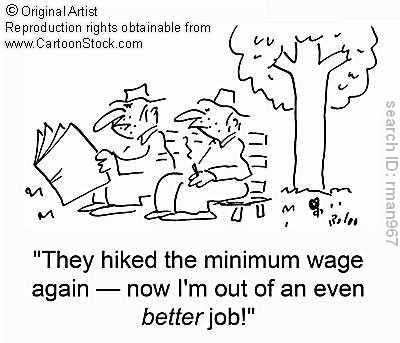 © Original Artist
Reproduction rights obtainable from
www.CartoonStock.com
search ID: rman967
"They hiked the minimum wage
again — now I'm out of an even
better job!"